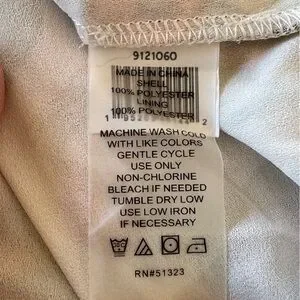 9121060
MADE IN CHINA
SHELL
100% POLYESTER
LINING
100% POLYESTER
MACHINE WASH COLD
WITH LIKE COLORS
GENTLE CYCLE
USE ONLY
NON-CHLORINE
BLEACH IF NEEDED
TUMBLE DRY LOW
USE LOW IRON
IF NECESSARY
RN#51323